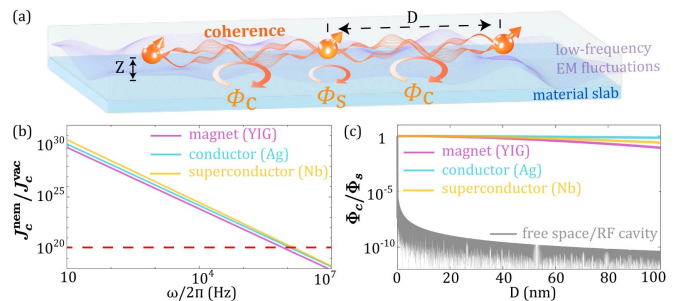 (a)
coherence
D
Z
Φ_C
Φ_S
Φ_C
low-frequency
EM fluctuations
material slab
(b)
magnet (YIG)
conductor (Ag)
superconductor (Nb)
J_c^nem/J_c^vac
10^30
10^25
10^20
10
10^4
10^7
ω/2π (Hz)
(c)
magnet (YIG)
conductor (Ag)
superconductor (Nb)
free space/RF cavity
Φ_c/Φ_s
1
10^-5
10^-10
0
20
40
60
80
100
D (nm)